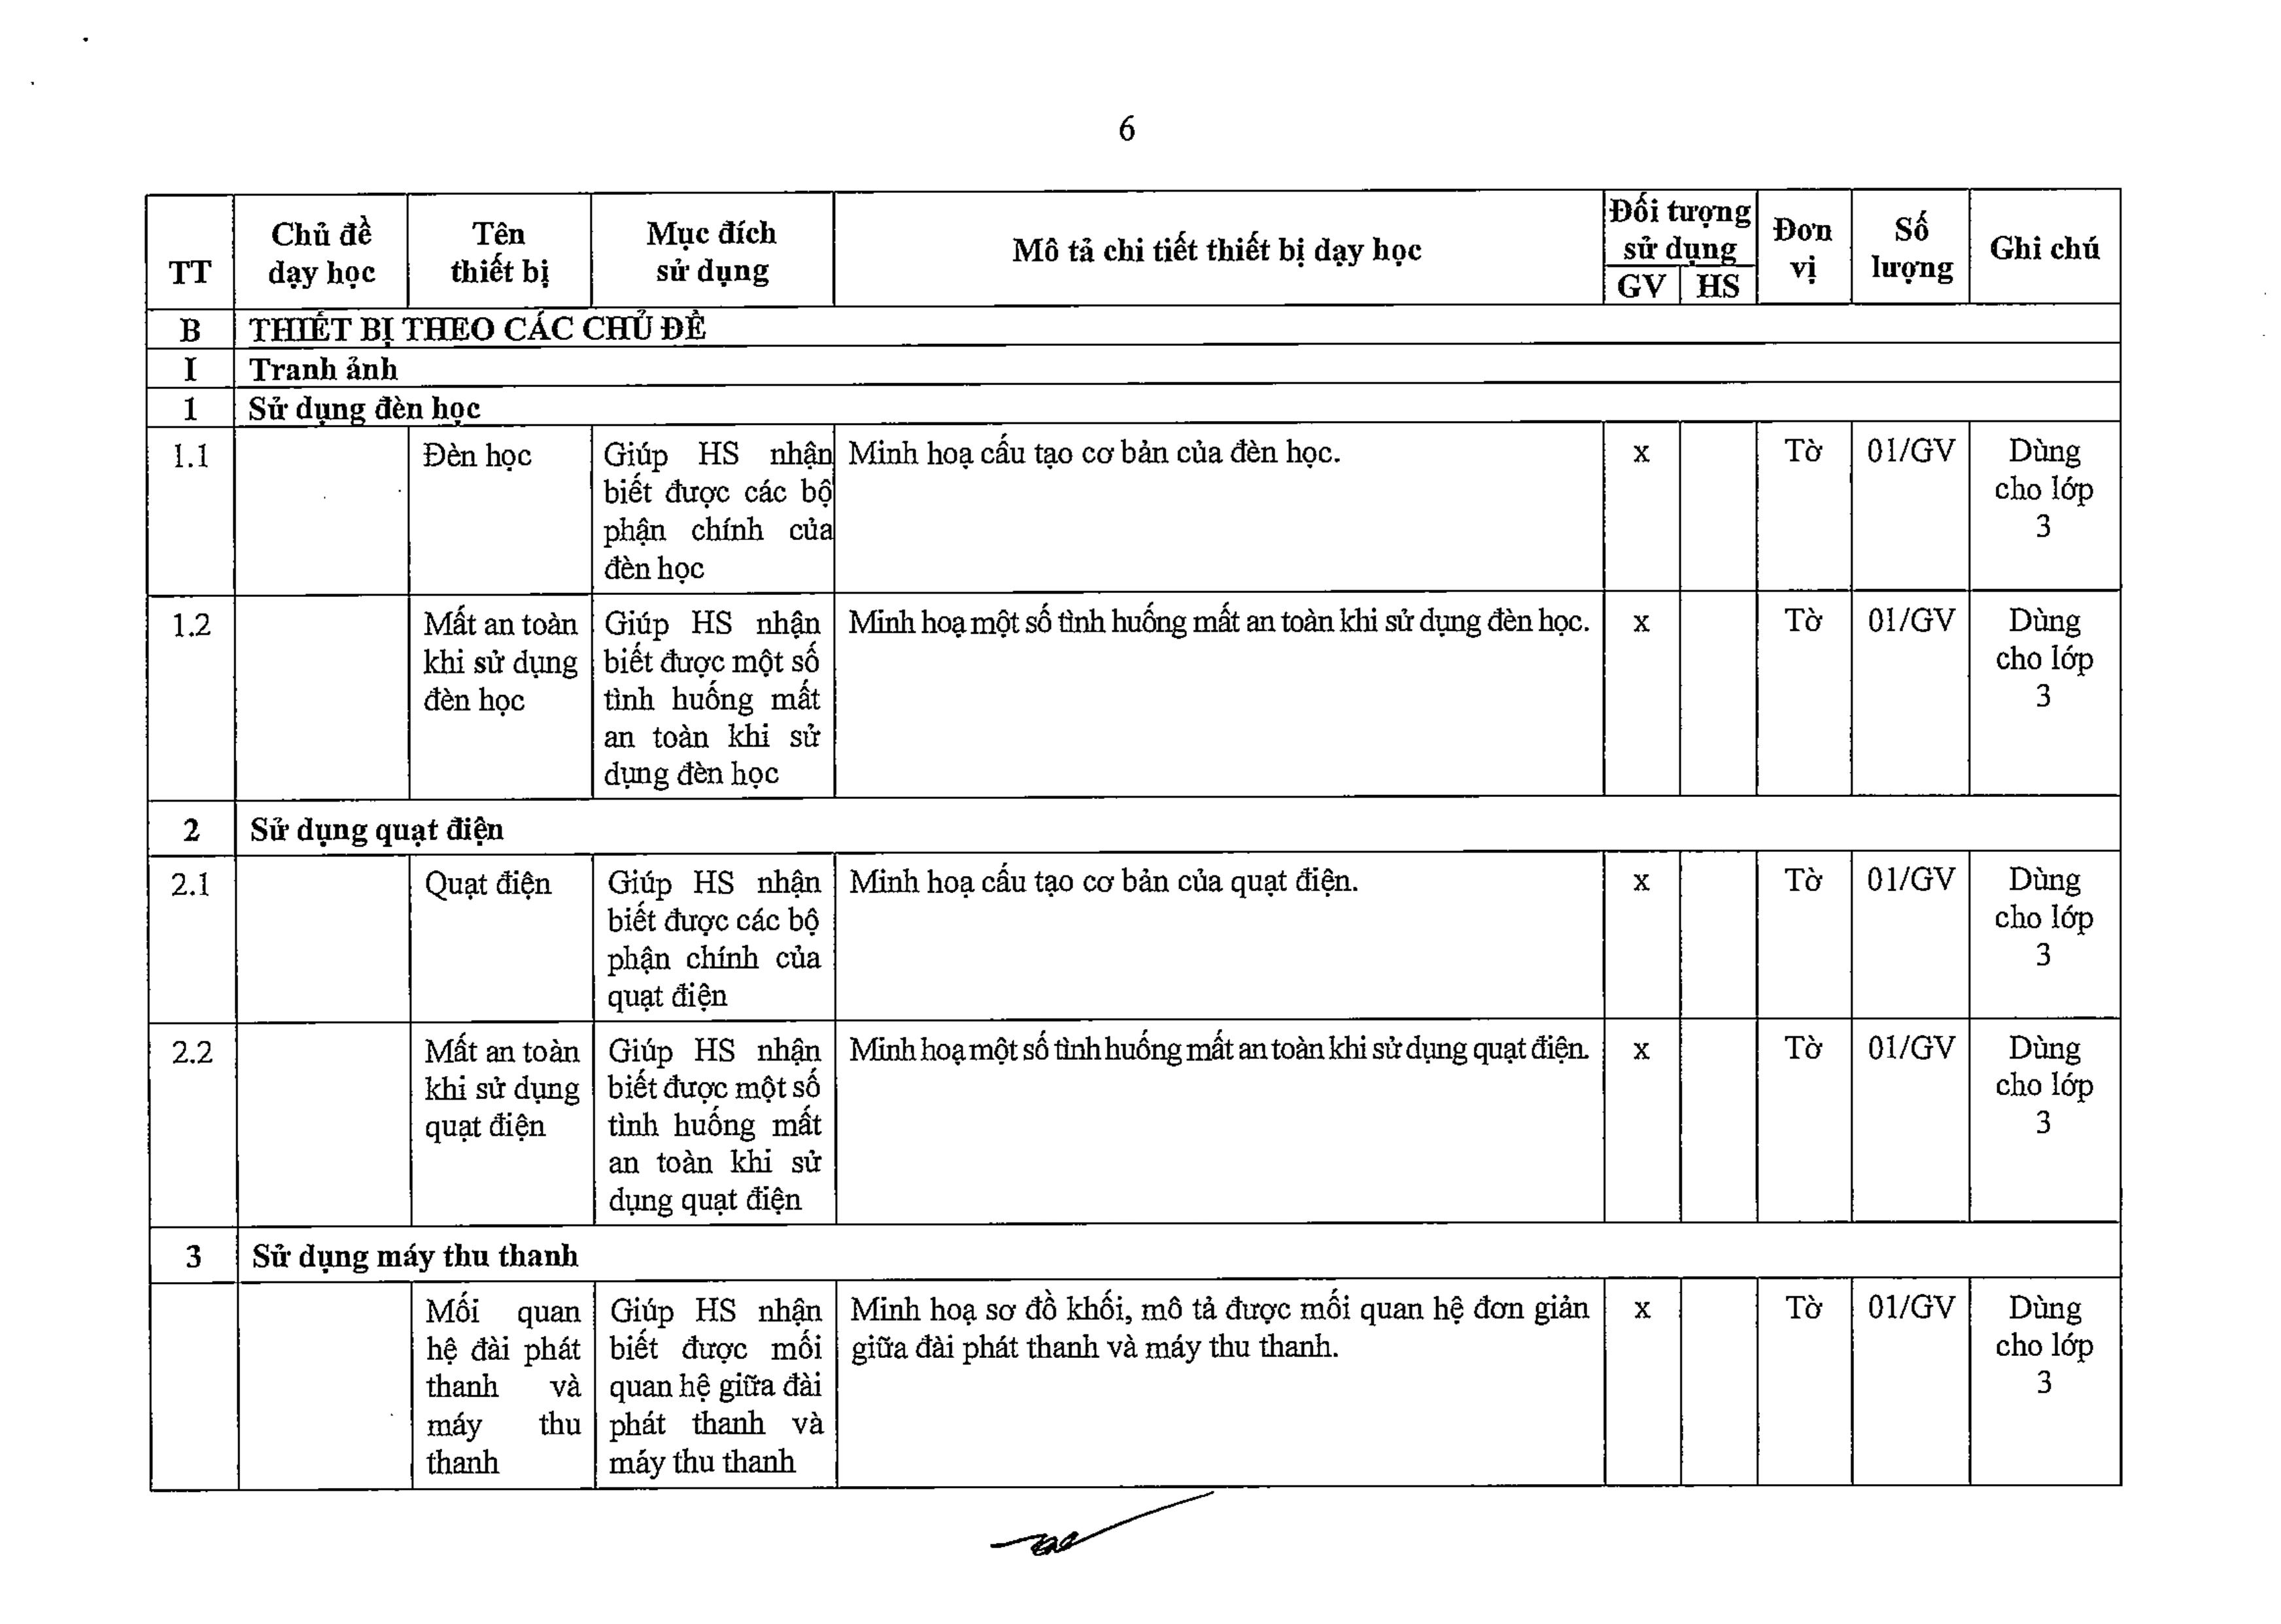 6
TT
Chủ đề
dạy học
Tên
thiết bị
Mục đích
sử dụng
Mô tả chi tiết thiết bị dạy học
Đối tượng
sử dụng
GV HS
Đơn
vị
Số
lượng
Ghi chú
B THIẾT BỊ THEO CÁC CHỦ ĐỀ
I Tranh ảnh
1 Sử dụng đèn học
1.1 Đèn học Giúp HS nhận Minh hoạ cấu tạo cơ bản của đèn học. x Tờ 01/GV Dùng
biết được các bộ cho lớp
phận chính của 3
đèn học
1.2 Mất an toàn Giúp HS nhận Minh hoạ một số tình huống mất an toàn khi sử dụng đèn học. x Tờ 01/GV Dùng
khi sử dụng biết được một số cho lớp
đèn học tình huống mất 3
an toàn khi sử
dụng đèn học
2 Sử dụng quạt điện
2.1 Quạt điện Giúp HS nhận Minh hoạ cấu tạo cơ bản của quạt điện. x Tờ 01/GV Dùng
biết được các bộ cho lớp
phận chính của 3
quạt điện
2.2 Mất an toàn Giúp HS nhận Minh hoạ một số tình huống mất an toàn khi sử dụng quạt điện. x Tờ 01/GV Dùng
khi sử dụng biết được một số cho lớp
quạt điện tình huống mất 3
an toàn khi sử
dụng quạt điện
3 Sử dụng máy thu thanh
Mối quan Giúp HS nhận Minh hoạ sơ đồ khối, mô tả được mối quan hệ đơn giản x Tờ 01/GV Dùng
hệ đài phát biết được mối giữa đài phát thanh và máy thu thanh. cho lớp
thanh và quan hệ giữa đài 3
máy thu phát thanh và
thanh máy thu thanh